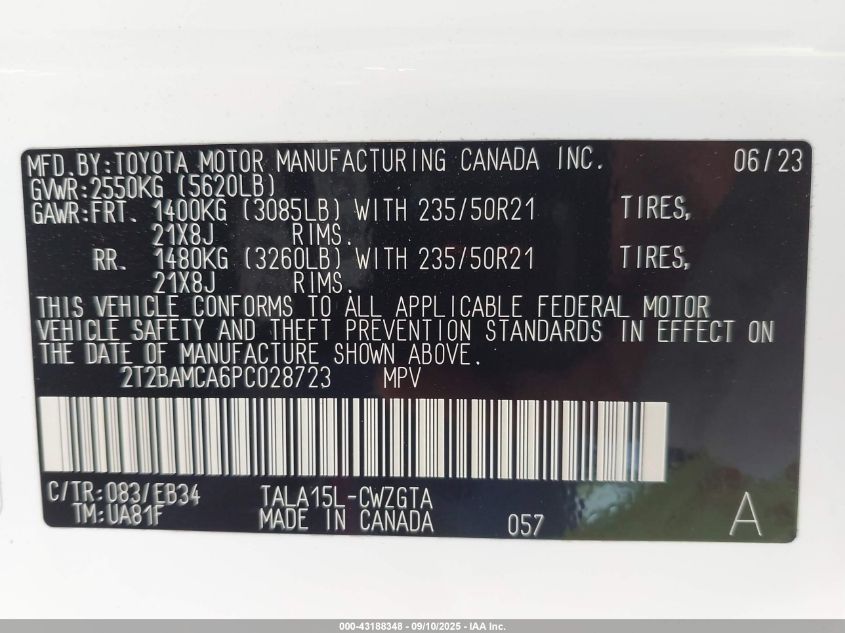 MFD. BY: TOYOTA MOTOR MANUFACTURING CANADA INC. 06/23
GVWR: 2550KG (5620LB)
GAWR: FRT. 1400KG (3085LB) WITH 235/50R21 TIRES,
21X8J RIMS.
RR. 1480KG (3260LB) WITH 235/50R21 TIRES,
21X8J RIMS.
THIS VEHICLE CONFORMS TO ALL APPLICABLE FEDERAL MOTOR
VEHICLE SAFETY AND THEFT PREVENTION STANDARDS IN EFFECT ON
THE DATE OF MANUFACTURE SHOWN ABOVE.
2T2BAMCA6PC028723 MPV
C/TR: 083/EB34 TALA15L-CWZGTA
TM: UA81F MADE IN CANADA 057 A
000-43188348 - 09/10/2025 - IAA Inc.